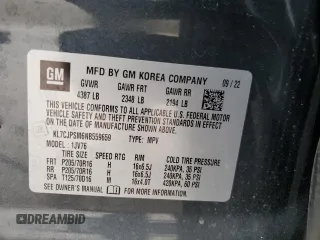 GM
MFD BY GM KOREA COMPANY
09/22
GVWR GAWR FRT GAWR RR
4387 LB 2348 LB 2194 LB
THIS VEHICLE CONFORMS TO ALL APPLICABLE U.S.
FEDERAL MOTOR VEHICLE SAFETY, BUMPER, AND
THEFT PREVENTION STANDARDS IN EFFECT ON THE
DATE OF MANUFACTURE SHOWN ABOVE.
TYPE: MPV
MODEL: 1JV76
TIRE SIZE SPEED RTG RIM COLD TIRE PRESSURE
FRT P205/70R16 H 16x6.5J 240KPA, 35 PSI
RR P205/70R16 H 16x6.5J 240KPA, 35 PSI
SPA T125/70D16 M 16x4.0T 420KPA, 60 PSI
SEE OWNER'S MANUAL FOR ADDITIONAL INFORMATION.